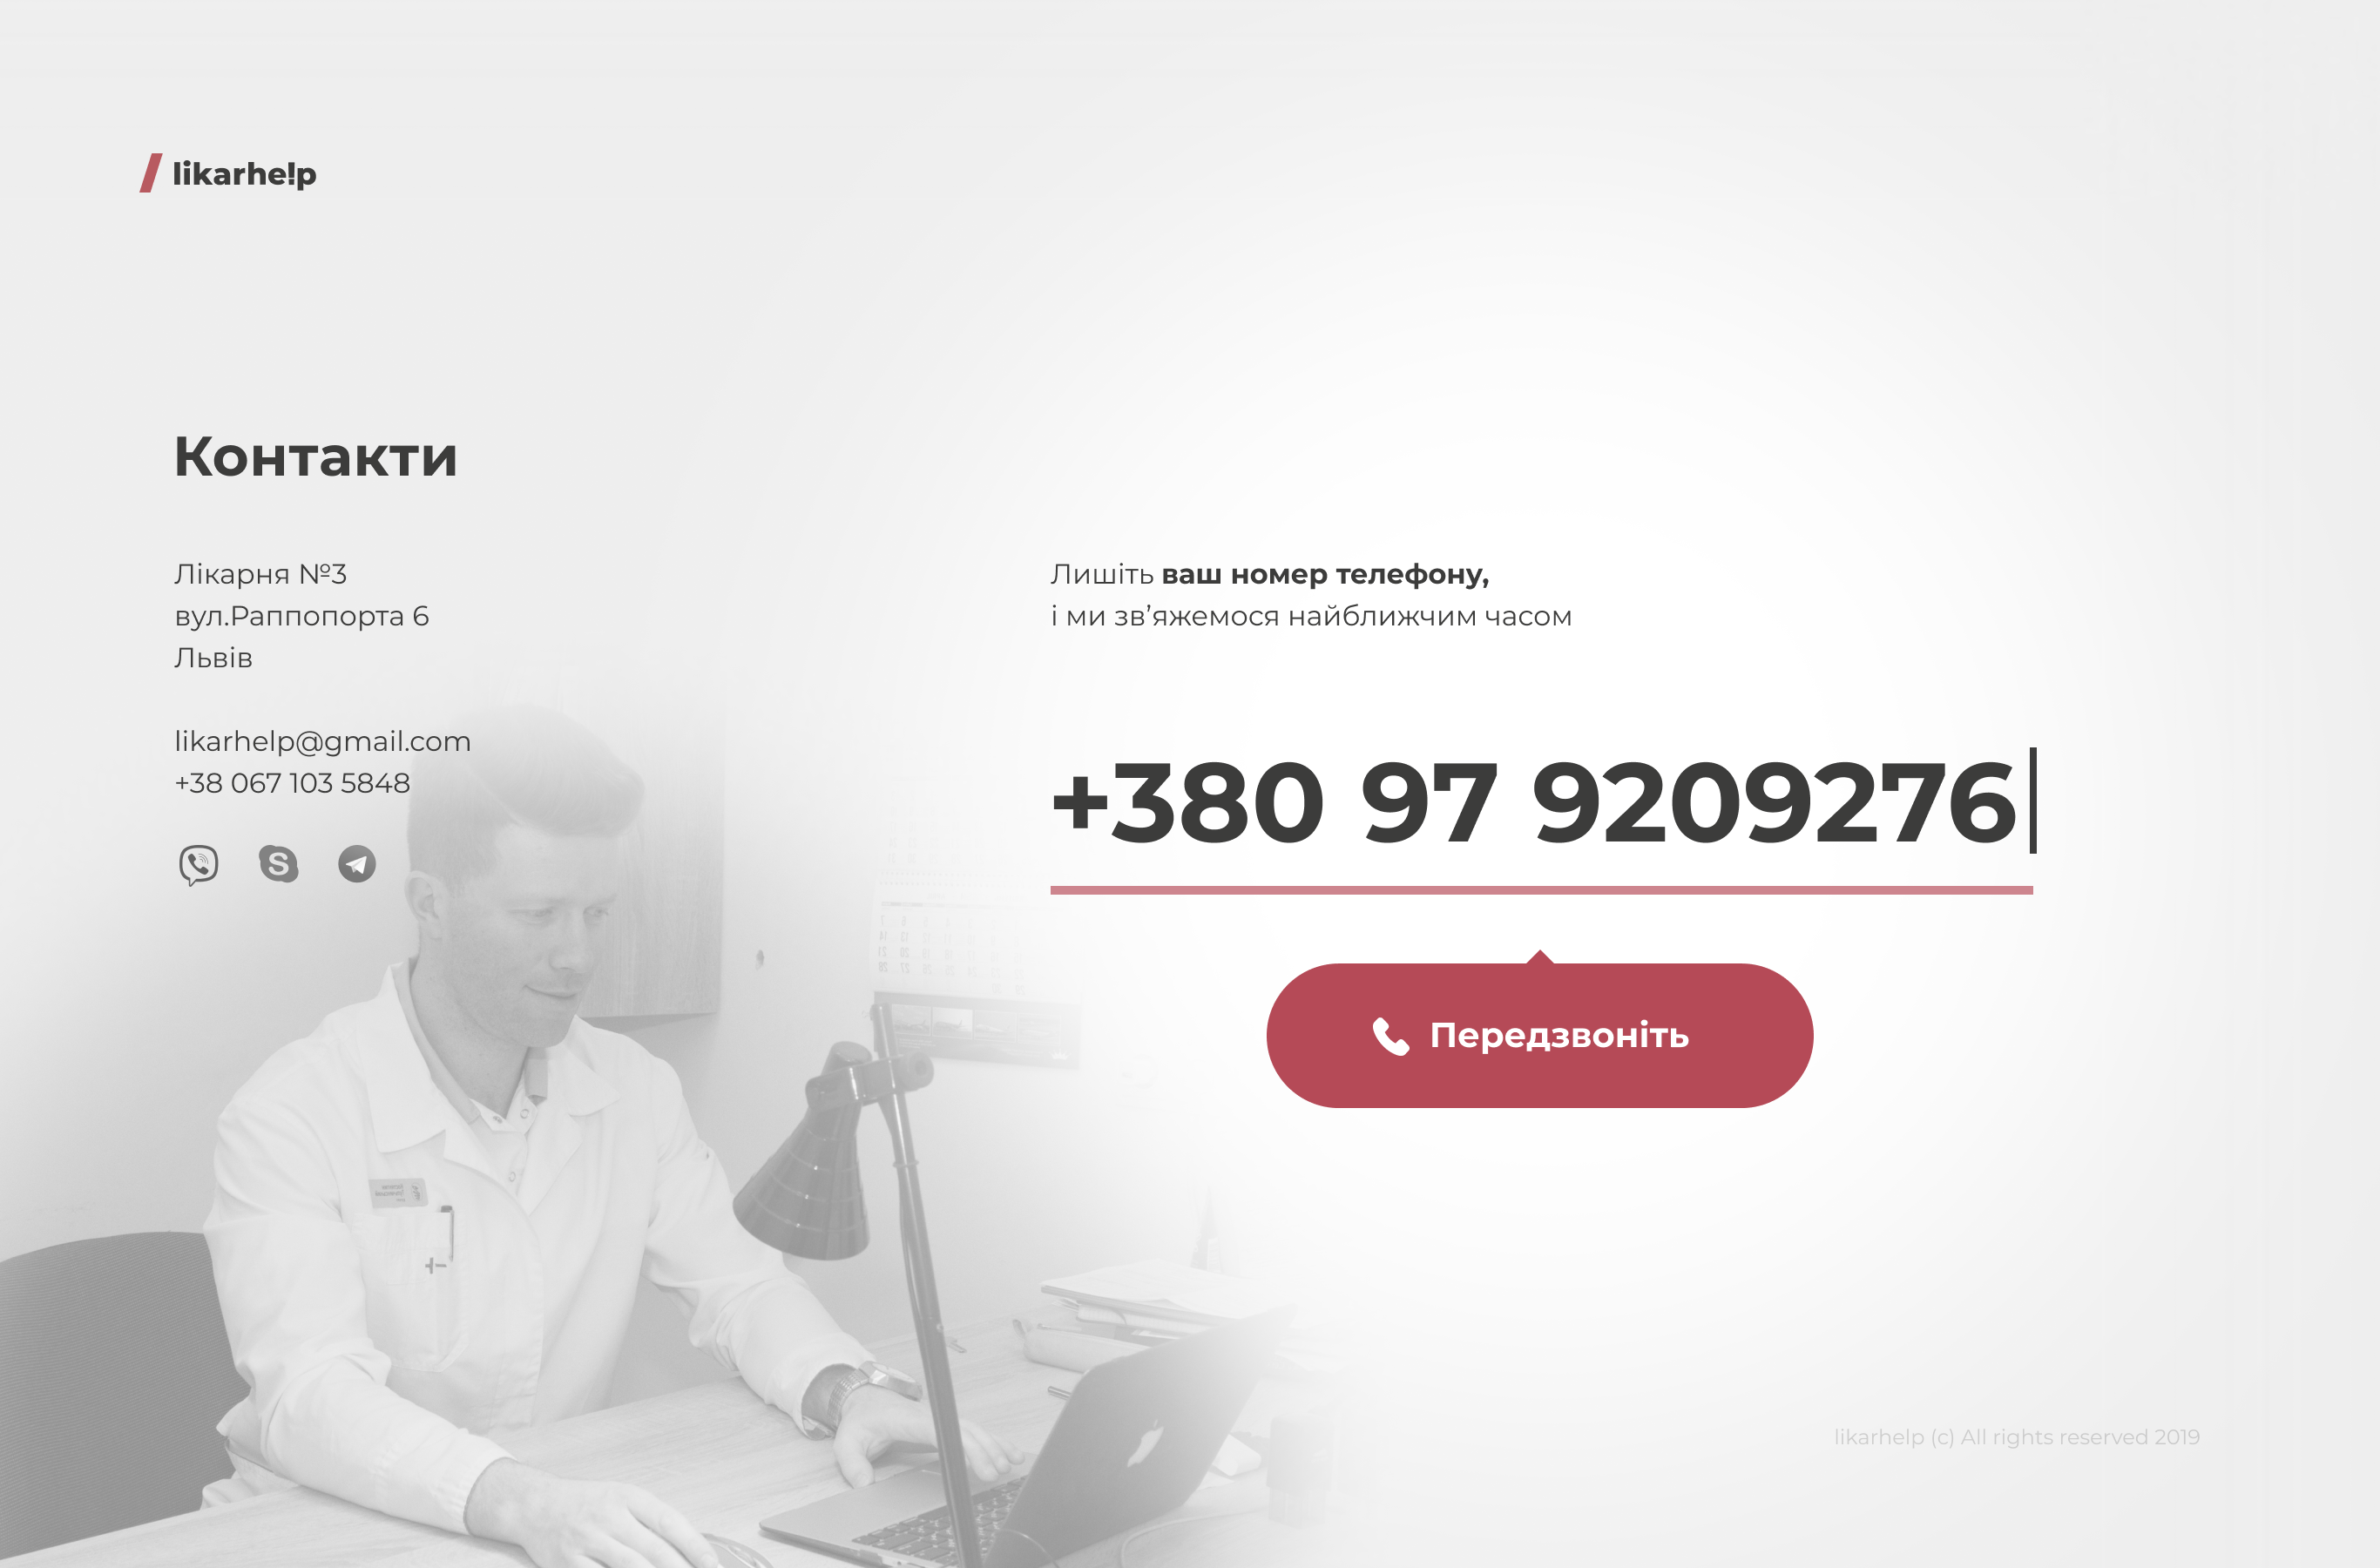 likarhe!p
Контакти
Лікарня №3
вул.Раппопорта 6
Львів
likarhelp@gmail.com
+38 067 103 5848
Лишіть ваш номер телефону,
і ми зв’яжемося найближчим часом
+380 97 9209276
Передзвоніть
likarhelp (c) All rights reserved 2019